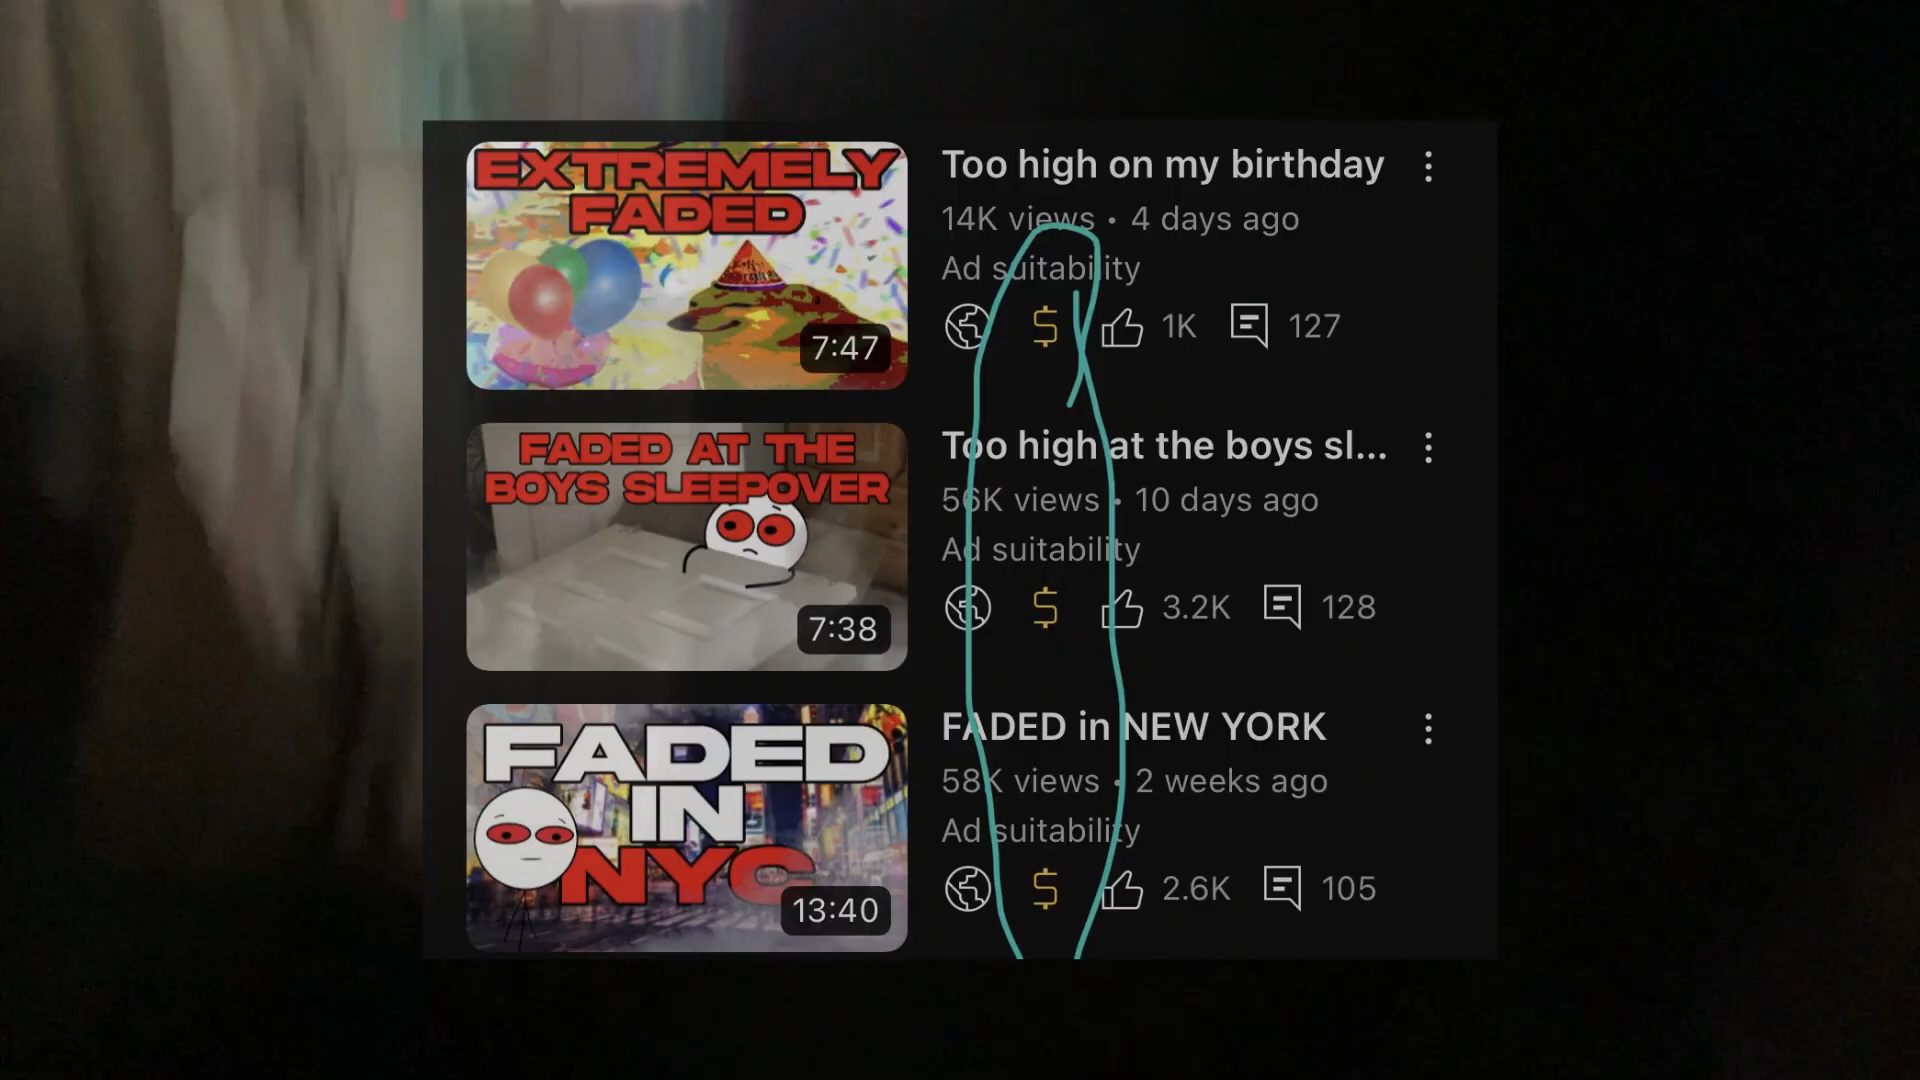 EXTREMELY
FADED
7:47
Too high on my birthday
14K views • 4 days ago
Ad suitability
1K
127
FADED AT THE
BOYS SLEEPOVER
7:38
Too high at the boys sl...
56K views • 10 days ago
Ad suitability
3.2K
128
FADED
IN
NYC
13:40
FADED in NEW YORK
58K views • 2 weeks ago
Ad suitability
2.6K
105